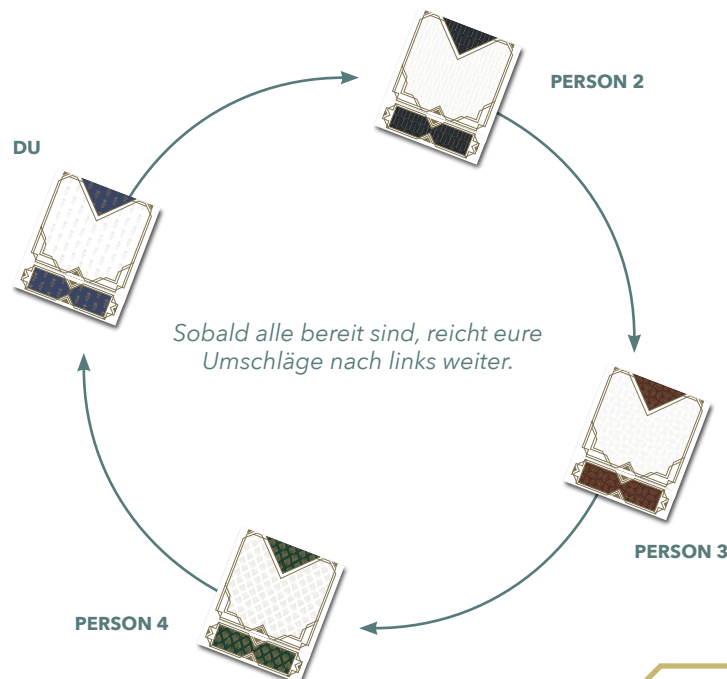 PERSON 2
DU
Sobald alle bereit sind, reicht eure
Umschläge nach links weiter.
PERSON 3
PERSON 4